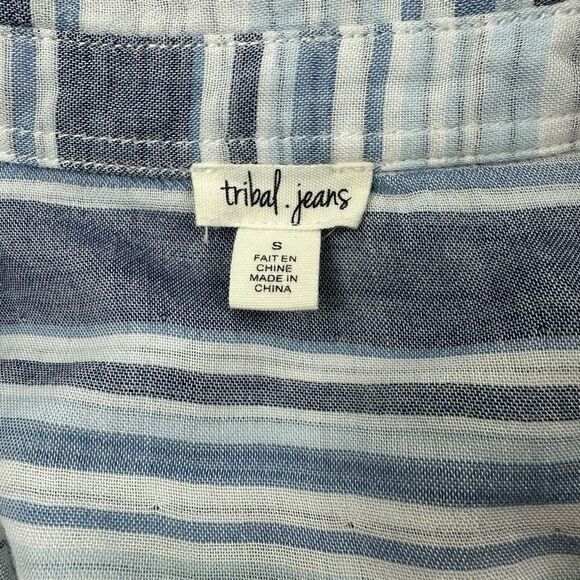 tribal.jeans
S
FAIT EN
CHINE
MADE IN
CHINA